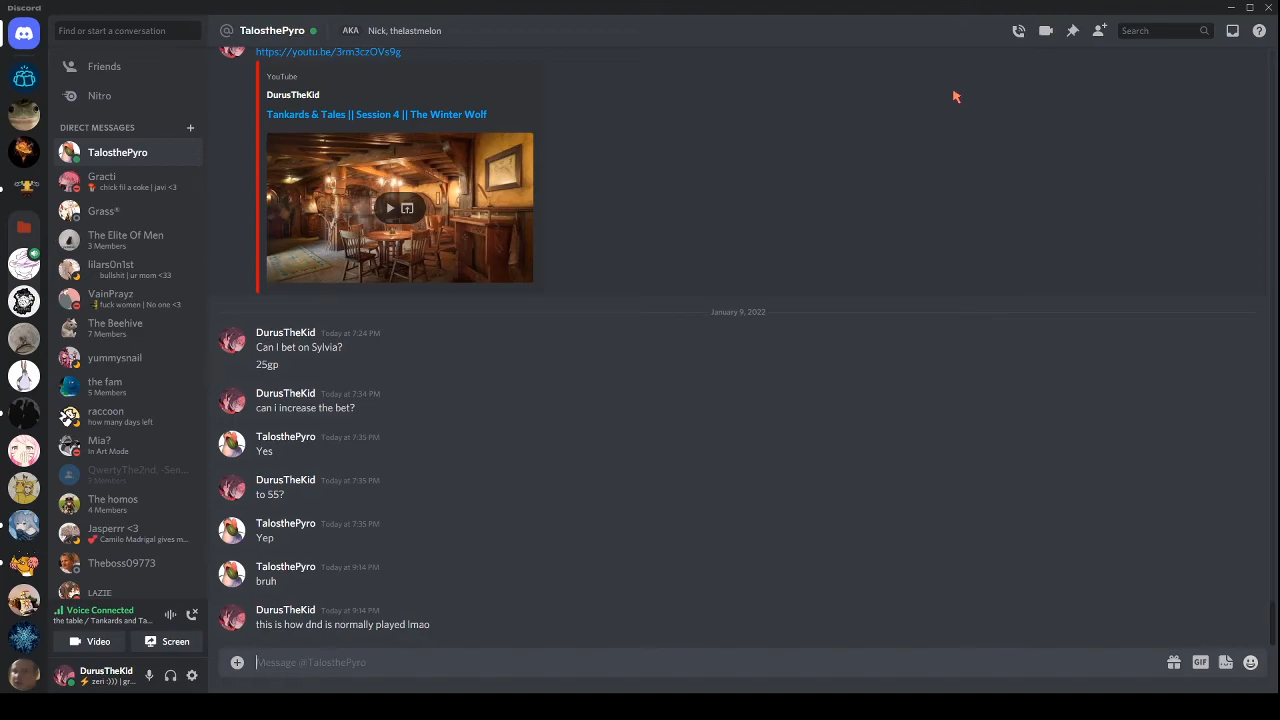 Discord
Find or start a conversation
TalosthePyro
AKA Nick, thelastmelon
Search
Friends
Nitro
DIRECT MESSAGES
TalosthePyro
Gracti
chick fil a coke | javi <3
Grass®
The Elite Of Men
3 Members
lilars0n1st
bullshit | ur mom <33
VainPrayz
fuck women | No one <3
The Beehive
7 Members
yummysnail
the fam
5 Members
raccoon
how many days left
Mia?
In Art Mode
QwertyThe2nd, -Sen...
3 Members
The homos
4 Members
Jasperrr <3
Camilo Madrigal gives m...
Theboss09773
LAZIE
Voice Connected
the table / Tankards and Ta...
Video
Screen
DurusTheKid
zeri :))) | gr...
https://youtu.be/3rm3czOVs9g
YouTube
DurusTheKid
Tankards & Tales || Session 4 || The Winter Wolf
January 9, 2022
DurusTheKid Today at 7:24 PM
Can I bet on Sylvia?
25gp
DurusTheKid Today at 7:34 PM
can i increase the bet?
TalosthePyro Today at 7:35 PM
Yes
DurusTheKid Today at 7:35 PM
to 55?
TalosthePyro Today at 7:35 PM
Yep
TalosthePyro Today at 9:14 PM
bruh
DurusTheKid Today at 9:14 PM
this is how dnd is normally played lmao
Message @TalosthePyro
GIF